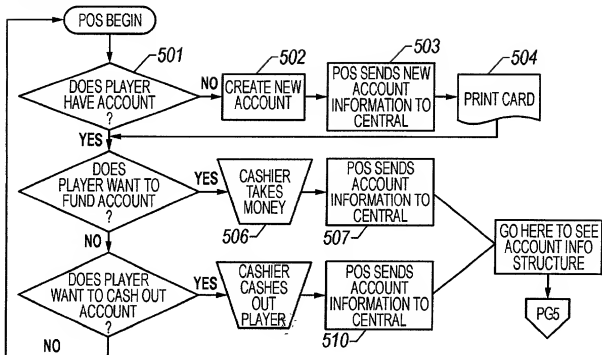 POS BEGIN
501
DOES
PLAYER
HAVE ACCOUNT
?
NO
502
CREATE NEW
ACCOUNT
503
POS SENDS NEW
ACCOUNT
INFORMATION TO
CENTRAL
504
PRINT CARD
YES
DOES
PLAYER WANT TO
FUND ACCOUNT
?
YES
CASHIER
TAKES
MONEY
506
POS SENDS
ACCOUNT
INFORMATION TO
CENTRAL
507
NO
DOES PLAYER
WANT TO CASH OUT
ACCOUNT
?
YES
CASHIER
CASHES
OUT
PLAYER
POS SENDS
ACCOUNT
INFORMATION TO
CENTRAL
510
NO
GO HERE TO SEE
ACCOUNT INFO
STRUCTURE
PG5